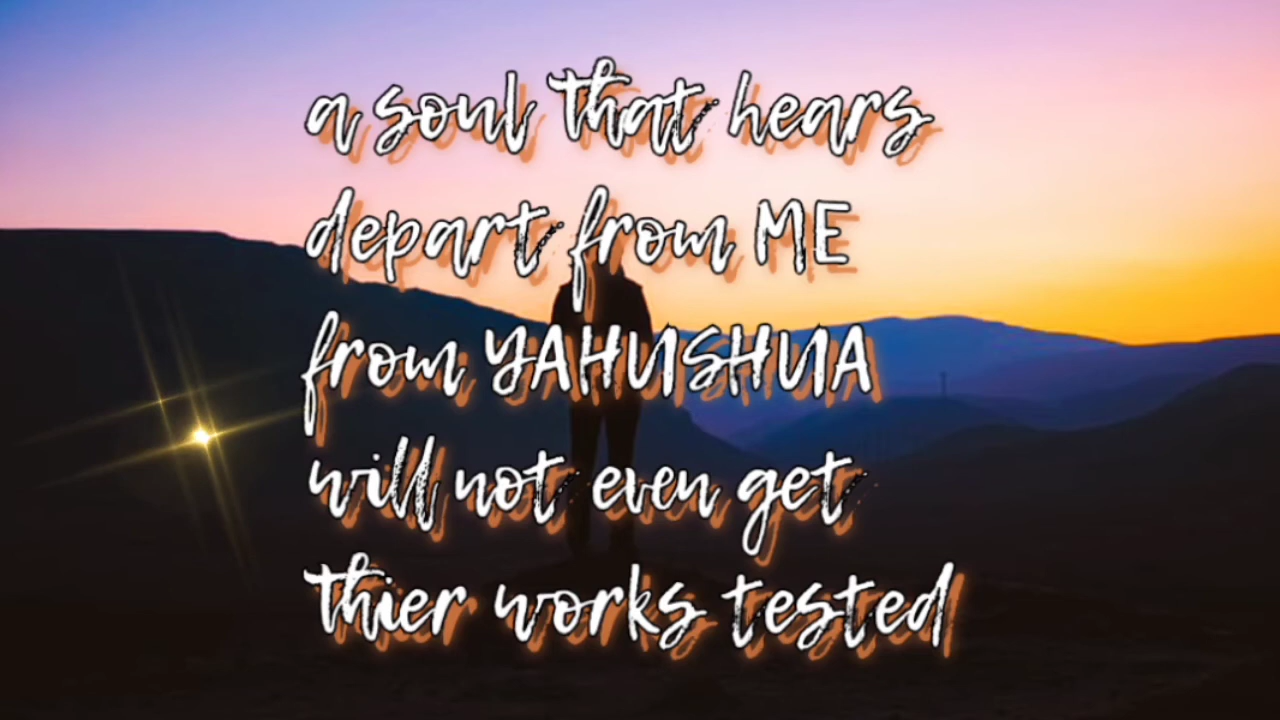 a soul that hears
depart from ME
from YAHUSHUA
will not even get
thier works tested